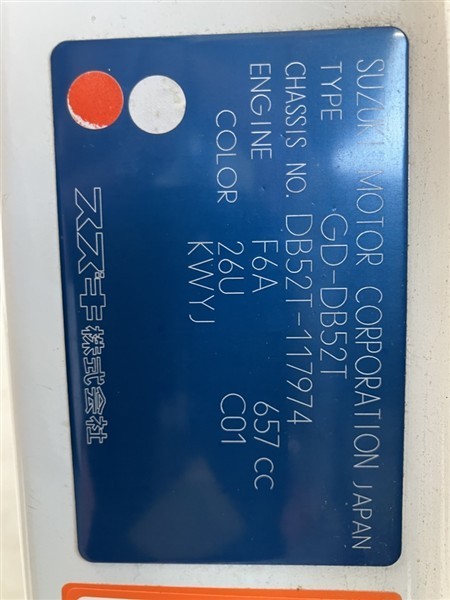 SUZUKI MOTOR CORPORATION JAPAN
TYPE GD-DB52T
CHASSIS NO. DB52T-117974
ENGINE F6A 657 CC
COLOR 26U C01
KWYJ
スズキ株式会社